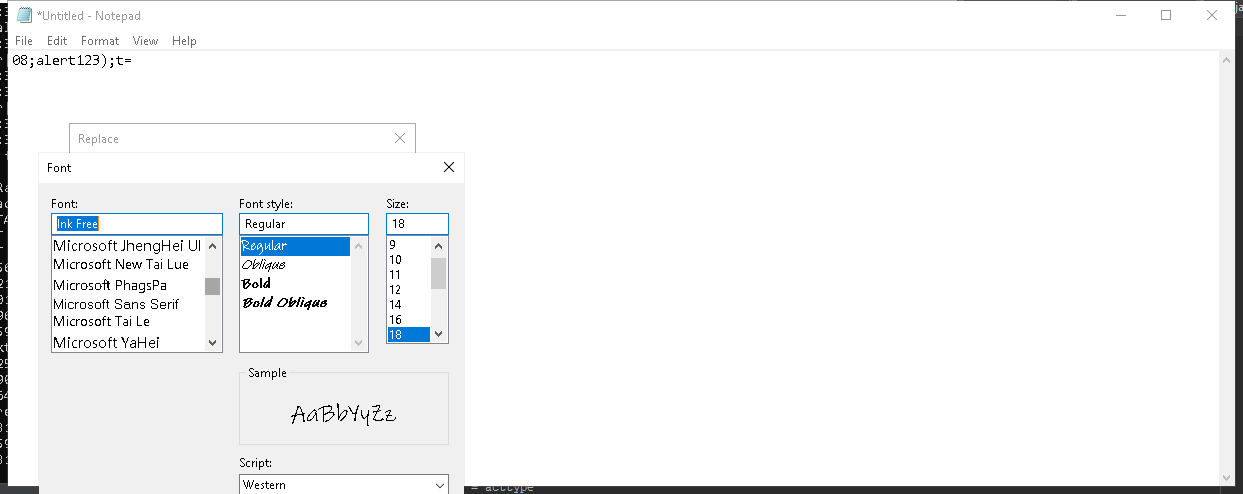 *Untitled - Notepad
File Edit Format View Help
08;alert123);t=
Replace
Font
Font: Font style: Size:
Ink Free Regular 18
Microsoft JhengHei UI Regular 9
Microsoft New Tai Lue Oblique 10
Microsoft PhagsPa Bold 11
Microsoft Sans Serif Bold Oblique 12
Microsoft Tai Le 14
Microsoft YaHei 16
18
Sample
AaBbYyZz
Script:
Western
= acctype